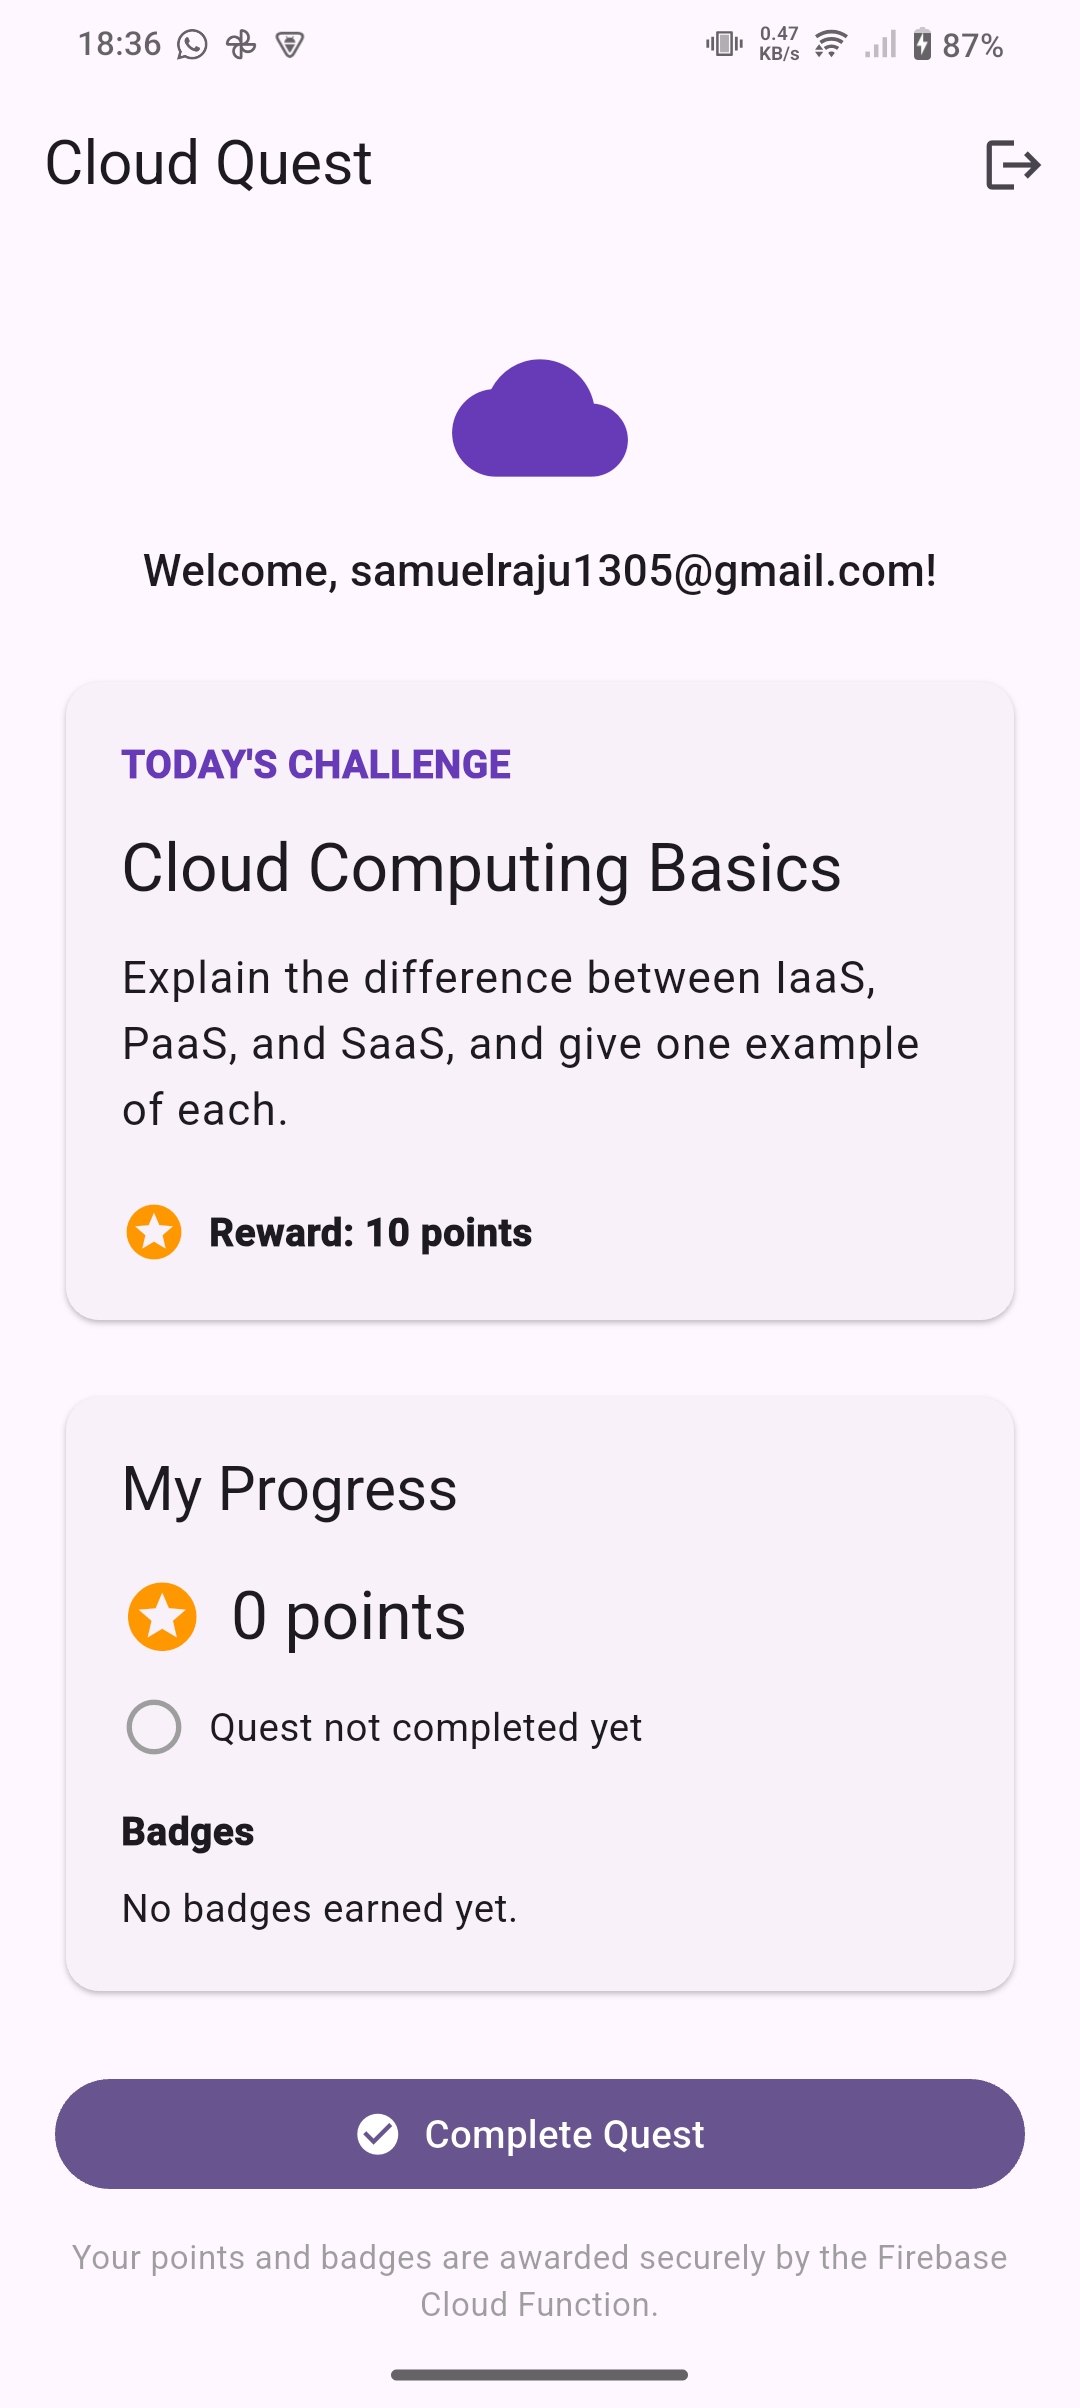 18:36
0.47
KB/s
87%
Cloud Quest
Welcome, samuelraju1305@gmail.com!
TODAY'S CHALLENGE
Cloud Computing Basics
Explain the difference between IaaS,
PaaS, and SaaS, and give one example
of each.
Reward: 10 points
My Progress
0 points
Quest not completed yet
Badges
No badges earned yet.
Complete Quest
Your points and badges are awarded securely by the Firebase
Cloud Function.